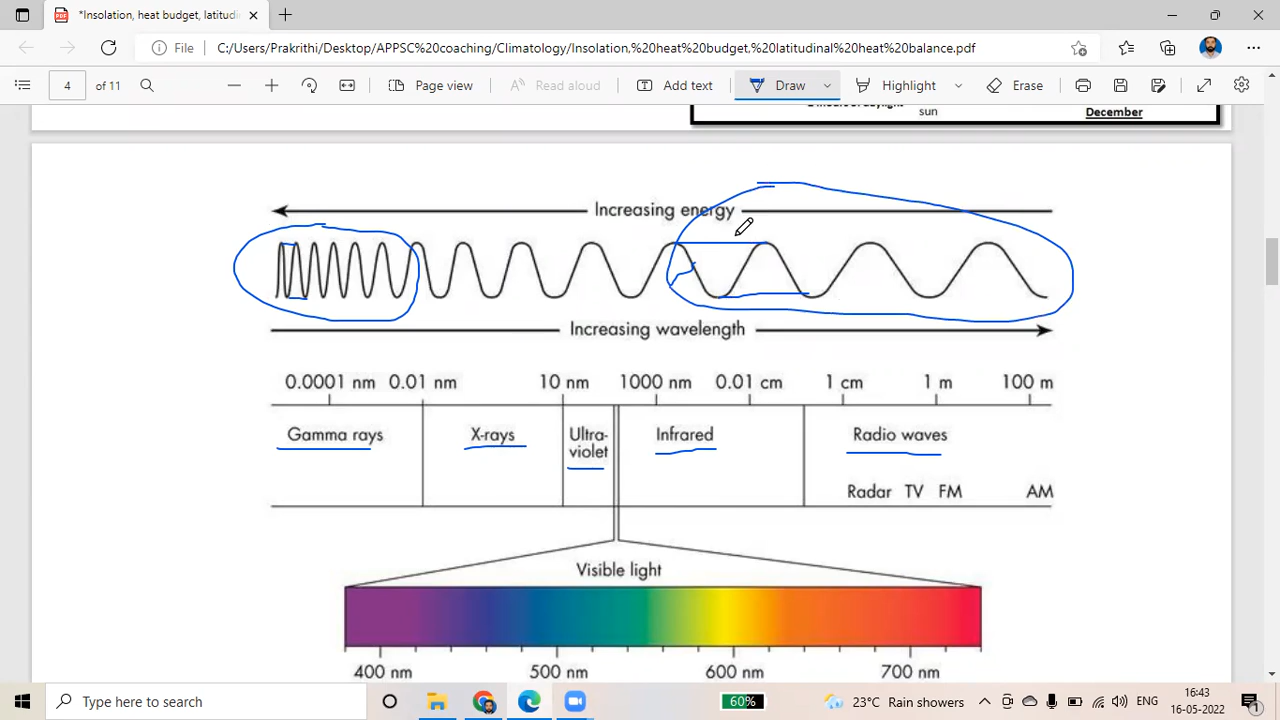 *Insolation, heat budget, latitudi
File
C:/Users/Prakrithi/Desktop/APPSC%20coaching/Climatology/Insolation,%20heat%20budget,%20latitudinal%20heat%20balance.pdf
4 of 11
Page view
Read aloud
Add text
Draw
Highlight
Erase
sun
December
Increasing energy
Increasing wavelength
0.0001 nm 0.01 nm 10 nm 1000 nm 0.01 cm 1 cm 1 m 100 m
Gamma rays X-rays Ultra-
violet Infrared Radio waves
Radar TV FM AM
Visible light
400 nm 500 nm 600 nm 700 nm
Type here to search
60%
23°C Rain showers
ENG
16:43
16-05-2022